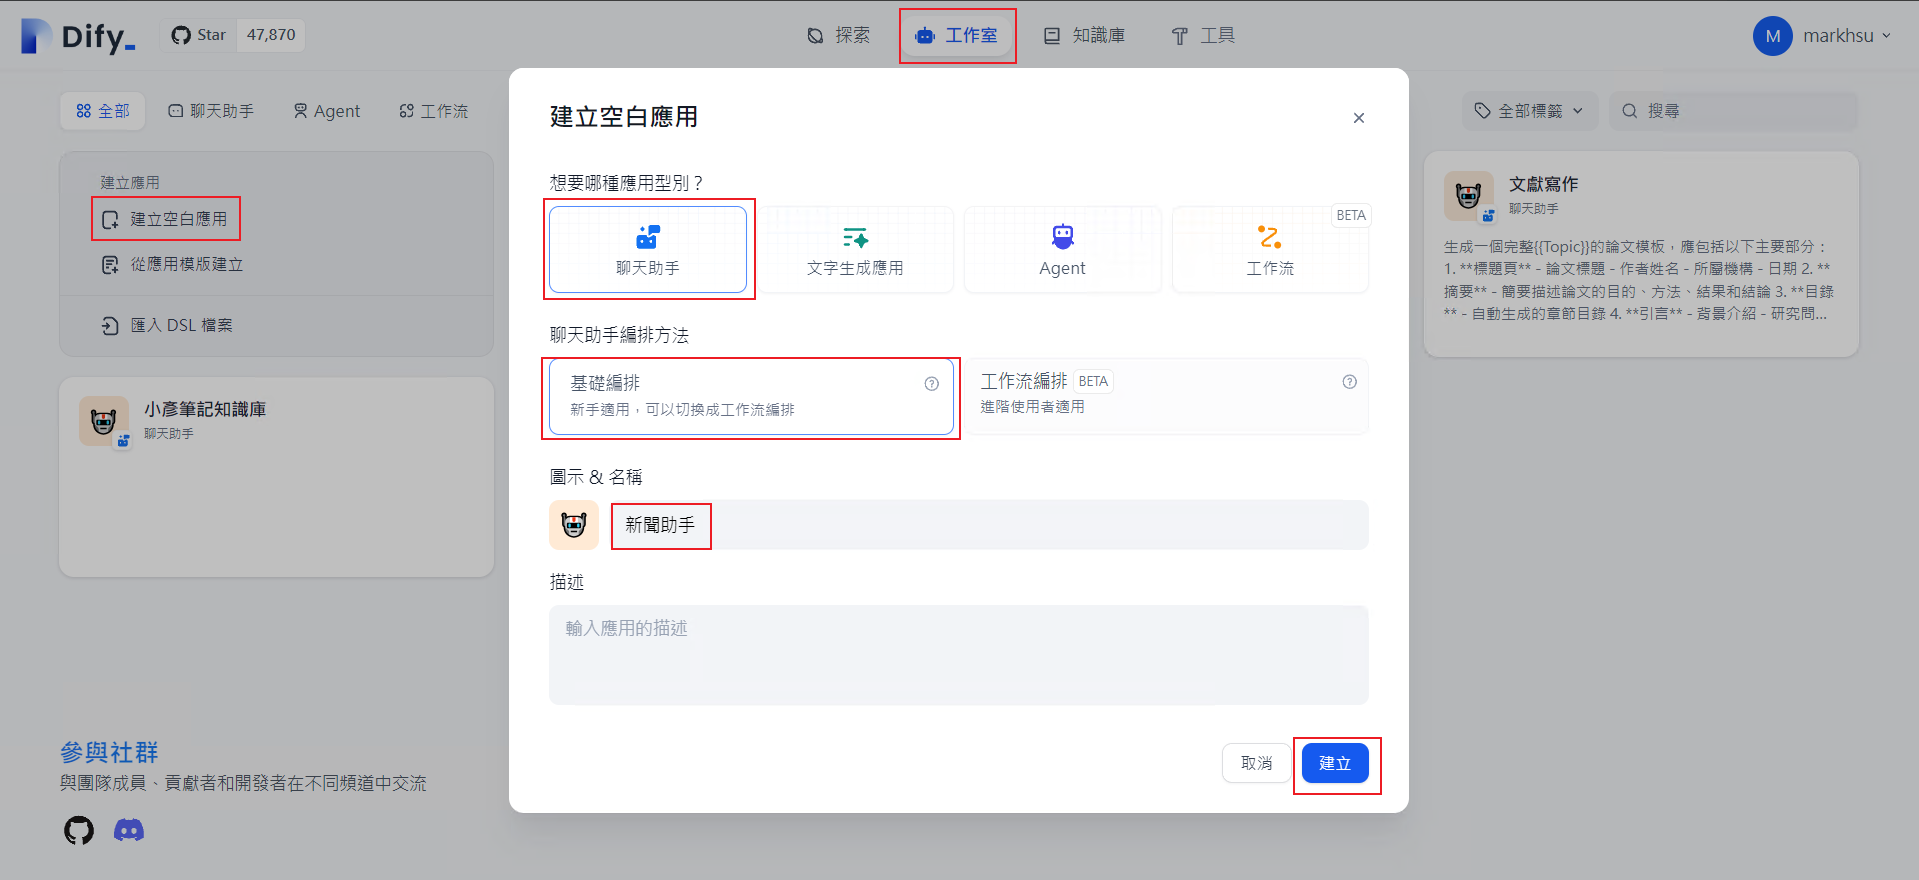 Dify_
Star 47,870
探索
工作室
知識庫
工具
M markhsu
全部
聊天助手
Agent
工作流
全部標籤
搜尋
建立應用
建立空白應用
從應用模版建立
匯入 DSL 檔案
小彥筆記知識庫
聊天助手
參與社群
與團隊成員、貢獻者和開發者在不同頻道中交流
建立空白應用
想要哪種應用型別？
聊天助手
文字生成應用
Agent
BETA
工作流
聊天助手編排方法
基礎編排
新手適用，可以切換成工作流編排
工作流編排 BETA
進階使用者適用
圖示 & 名稱
新聞助手
描述
輸入應用的描述
取消
建立
文獻寫作
聊天助手
生成一個完整{{Topic}}的論文模板，應包括以下主要部分：
1. **標題頁** - 論文標題 - 作者姓名 - 所屬機構 - 日期 2. **
摘要** - 簡要描述論文的目的、方法、結果和結論 3. **目錄
** - 自動生成的章節目錄 4. **引言** - 背景介紹 - 研究問...